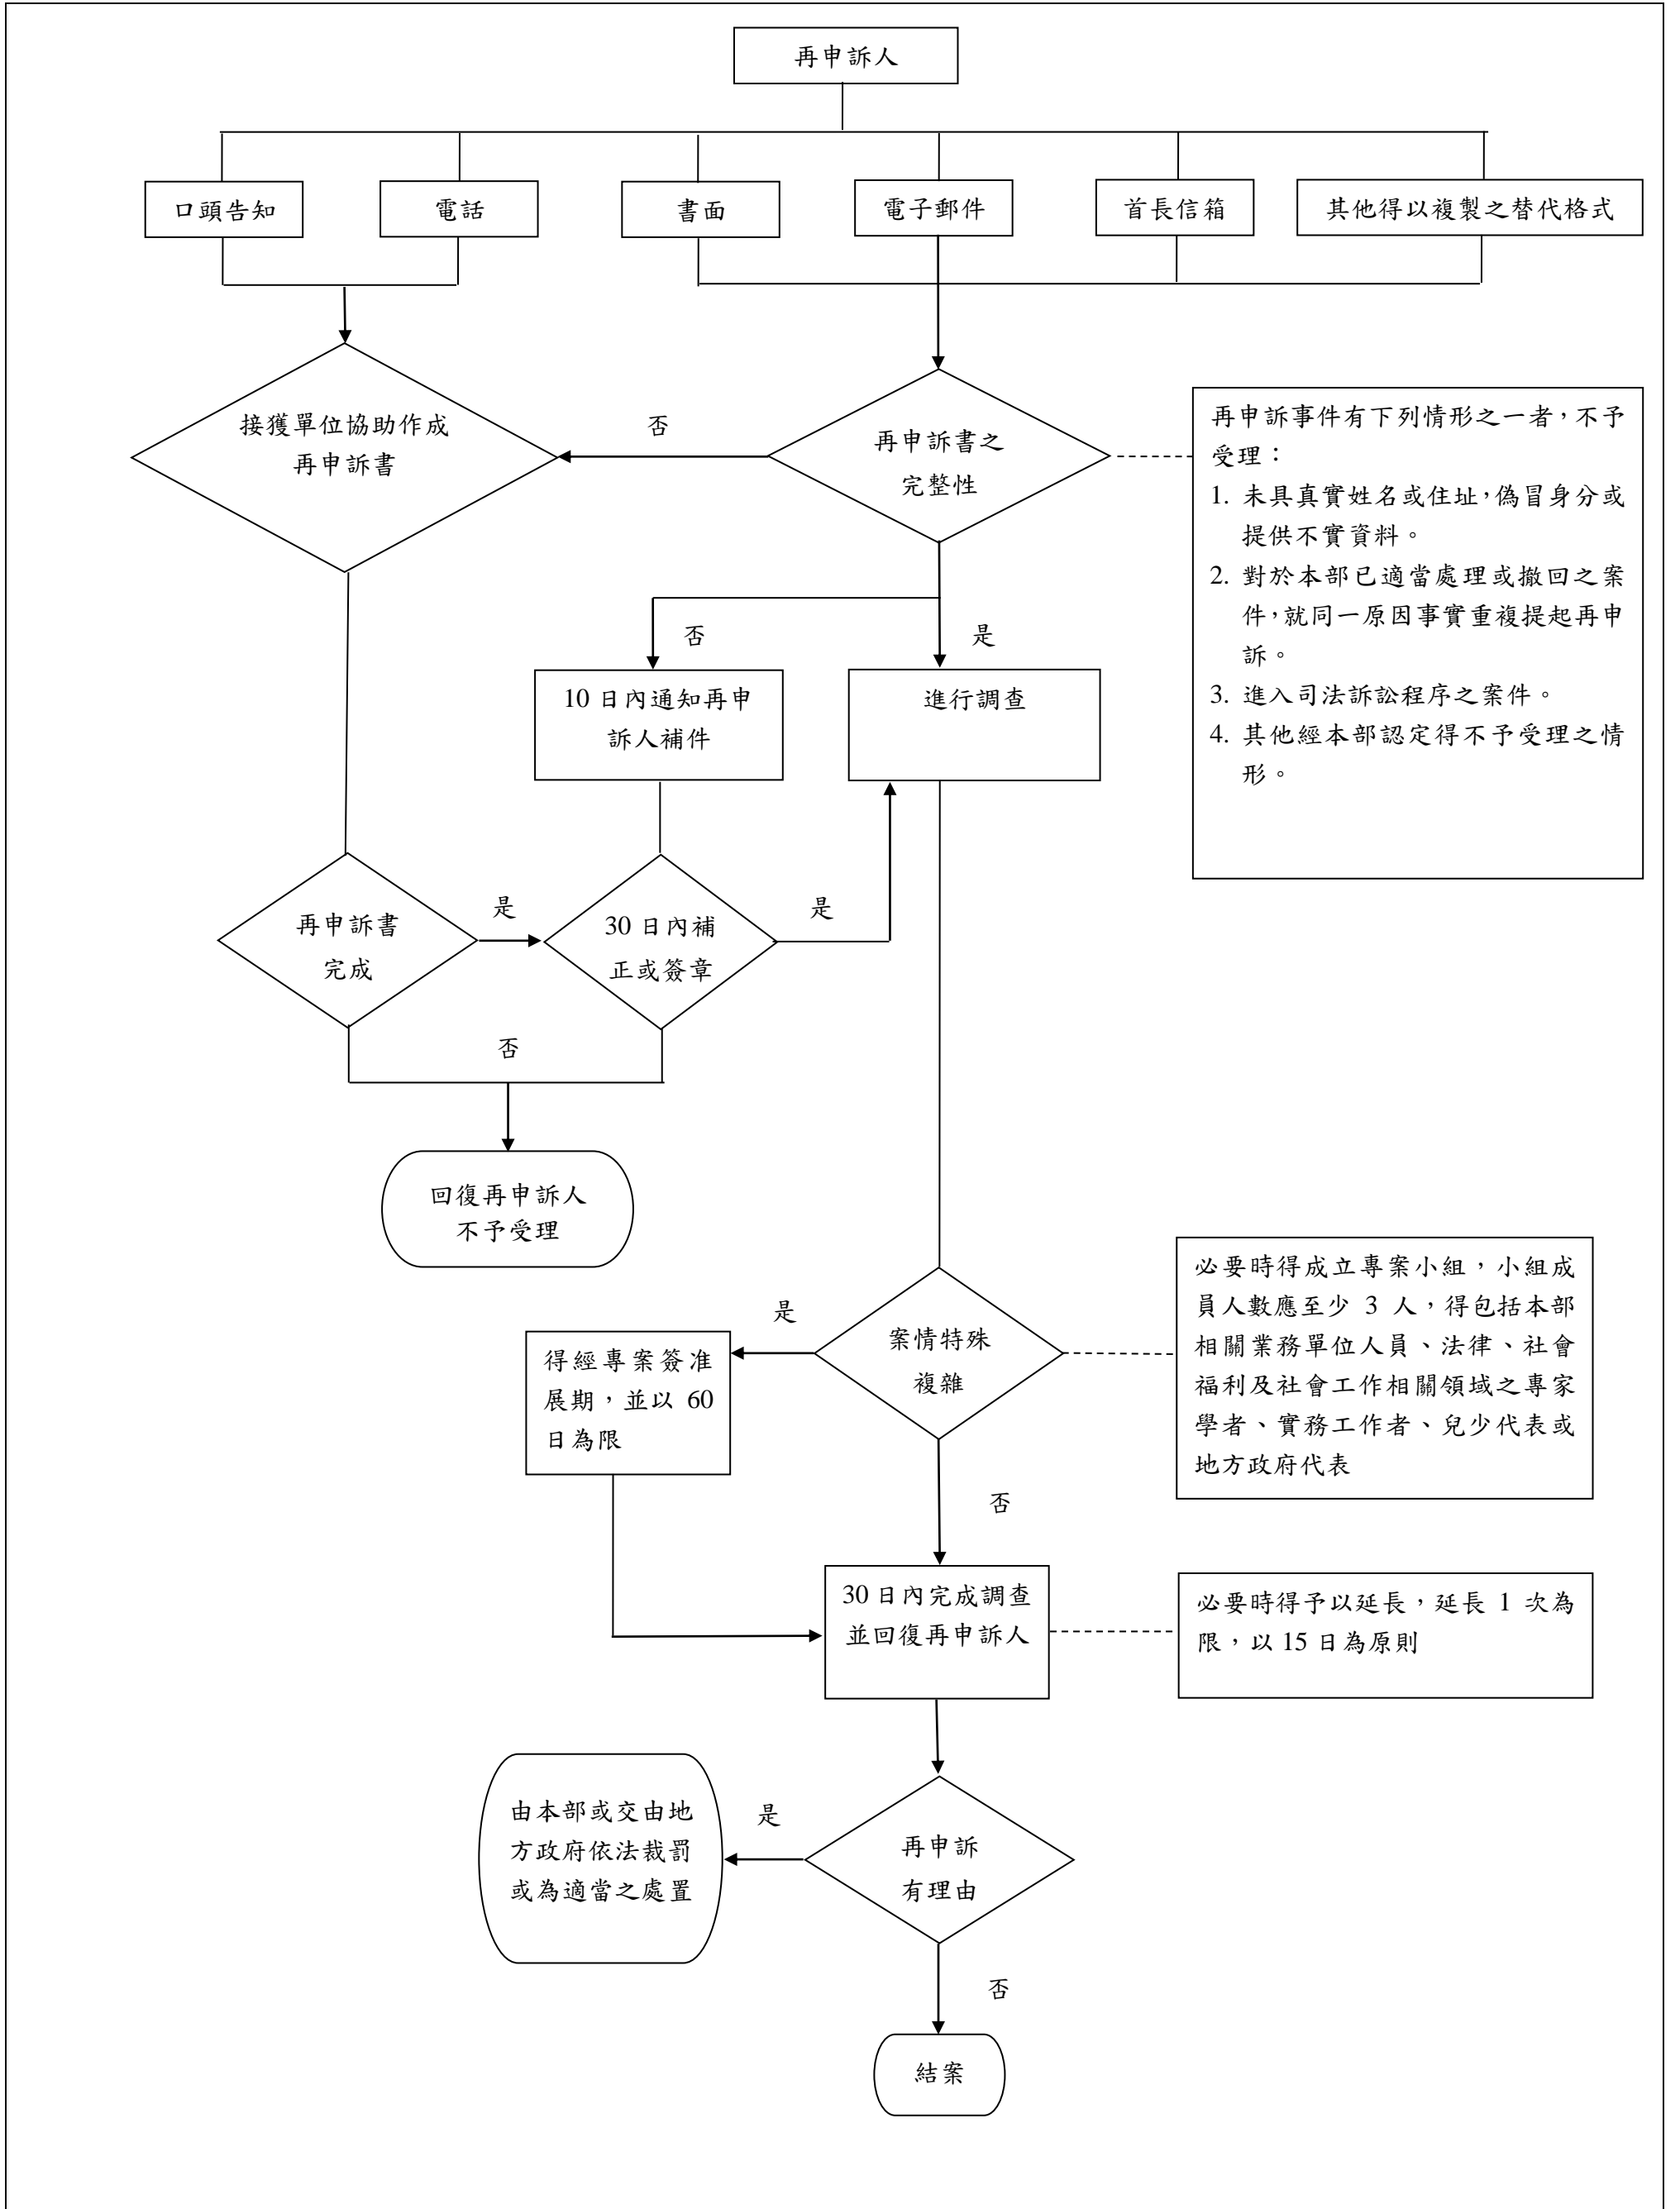 再申訴人
口頭告知
電話
書面
電子郵件
首長信箱
其他得以複製之替代格式
接獲單位協助作成
再申訴書
否
再申訴書之
完整性
再申訴事件有下列情形之一者，不予
受理：
1. 未具真實姓名或住址，偽冒身分或
提供不實資料。
2. 對於本部已適當處理或撤回之案
件，就同一原因事實重複提起再申
訴。
3. 進入司法訴訟程序之案件。
4. 其他經本部認定得不予受理之情
形。
否
是
10 日內通知再申
訴人補件
進行調查
再申訴書
完成
是
30 日內補
正或簽章
是
否
回復再申訴人
不予受理
案情特殊
複雜
是
得經專案簽准
展期，並以 60
日為限
必要時得成立專案小組，小組成
員人數應至少 3 人，得包括本部
相關業務單位人員、法律、社會
福利及社會工作相關領域之專家
學者、實務工作者、兒少代表或
地方政府代表
否
30 日內完成調查
並回復再申訴人
必要時得予以延長，延長 1 次為
限，以 15 日為原則
由本部或交由地
方政府依法裁罰
或為適當之處置
是
再申訴
有理由
否
結案